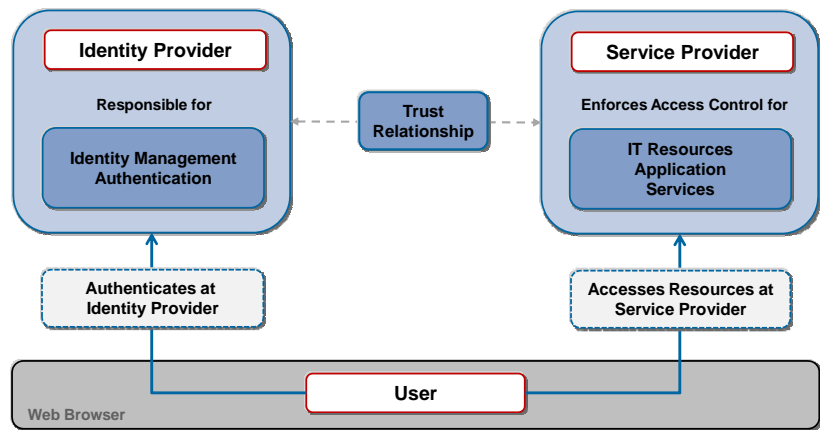 Identity Provider
Responsible for
Identity Management
Authentication
Trust
Relationship
Service Provider
Enforces Access Control for
IT Resources
Application
Services
Authenticates at
Identity Provider
Accesses Resources at
Service Provider
User
Web Browser